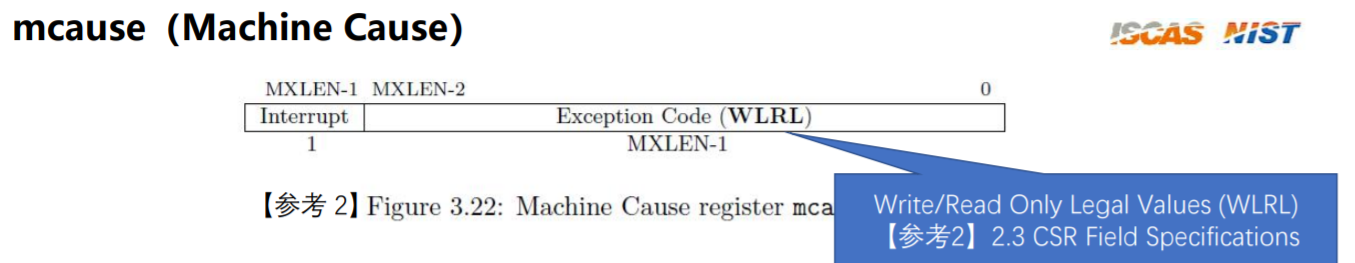 mcause（Machine Cause）
ISCAS NIST
MXLEN-1 MXLEN-2 0
Interrupt Exception Code (WLRL)
1 MXLEN-1
【参考 2】Figure 3.22: Machine Cause register mca
Write/Read Only Legal Values (WLRL)
【参考2】2.3 CSR Field Specifications